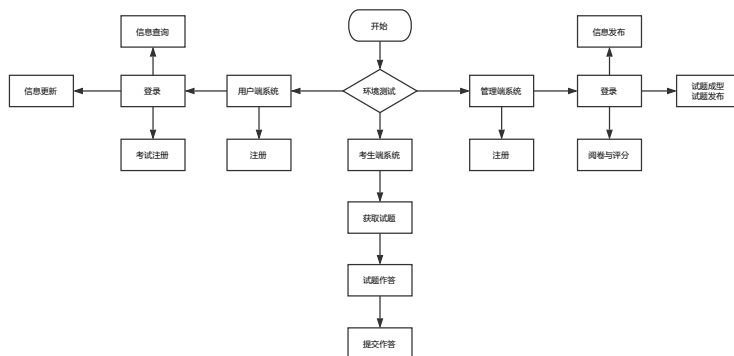 开始
信息查询
信息发布
信息更新
登录
用户端系统
环境测试
管理端系统
登录
试题成型
试题发布
考试注册
注册
考生端系统
注册
阅卷与评分
获取试题
试题作答
提交作答